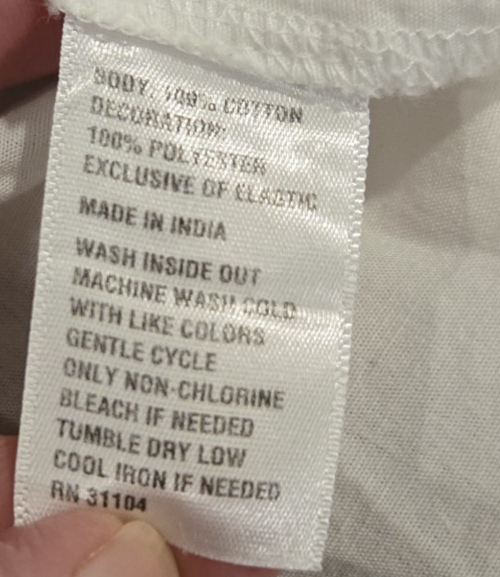 BODY, 100% COTTON
DECORATION:
100% POLYESTER
EXCLUSIVE OF ELASTIC
MADE IN INDIA
WASH INSIDE OUT
MACHINE WASH COLD
WITH LIKE COLORS
GENTLE CYCLE
ONLY NON-CHLORINE
BLEACH IF NEEDED
TUMBLE DRY LOW
COOL IRON IF NEEDED
RN 31104